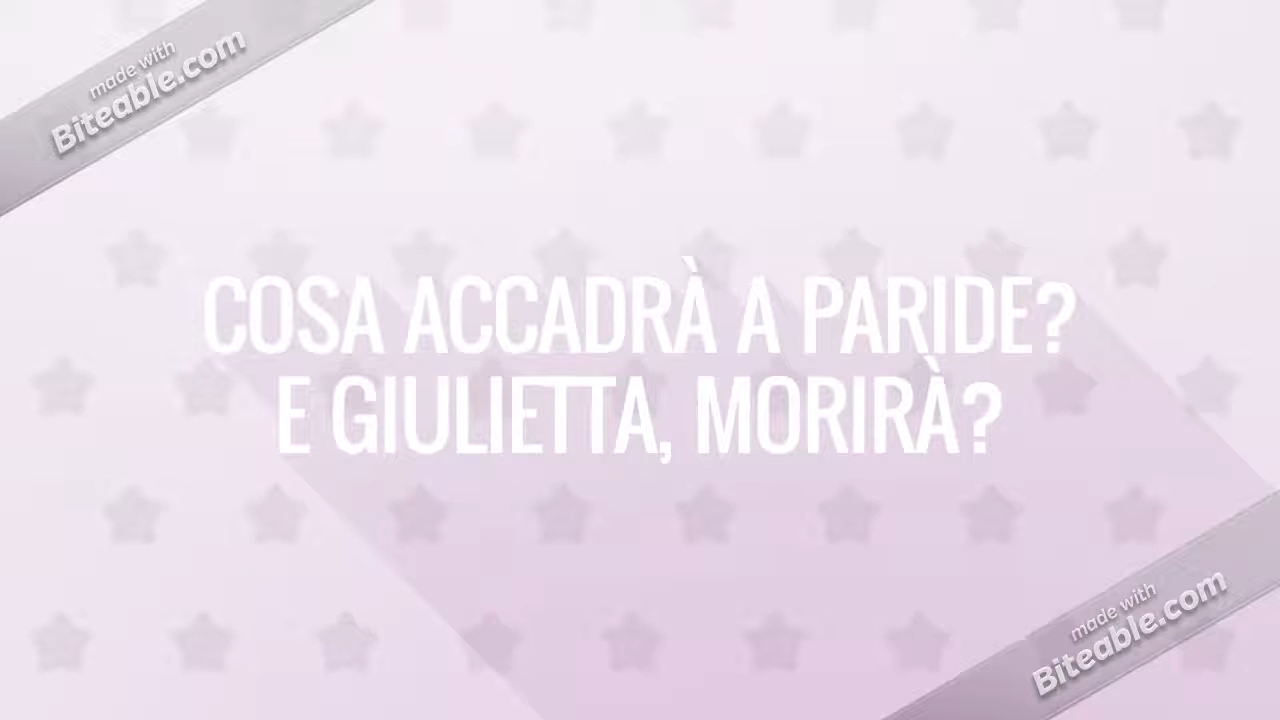 made with
Biteable.com
COSA ACCADRÀ A PARIDE?
E GIULIETTA, MORIRÀ?
made with
Biteable.com